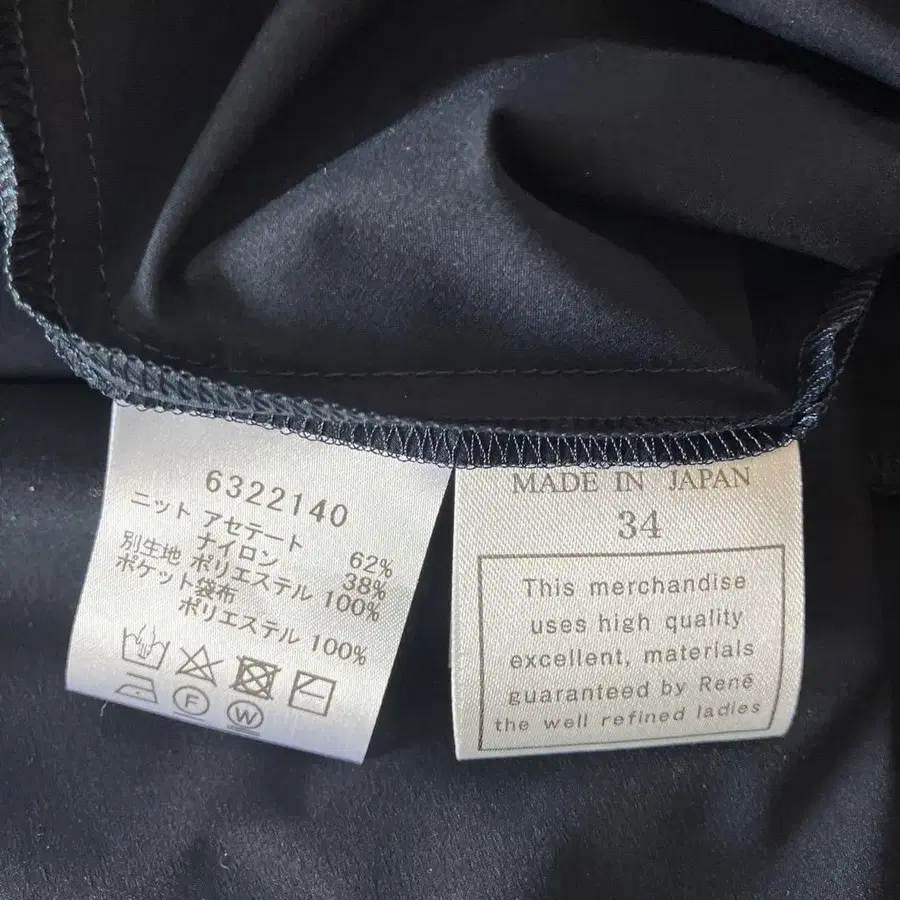 6322140
ニット アセテート 62%
ナイロン 38%
別生地 ポリエステル 100%
ポケット袋布
ポリエステル 100%
F
W
MADE IN JAPAN
34
This merchandise
uses high quality
excellent, materials
guaranteed by René
the well refined ladies